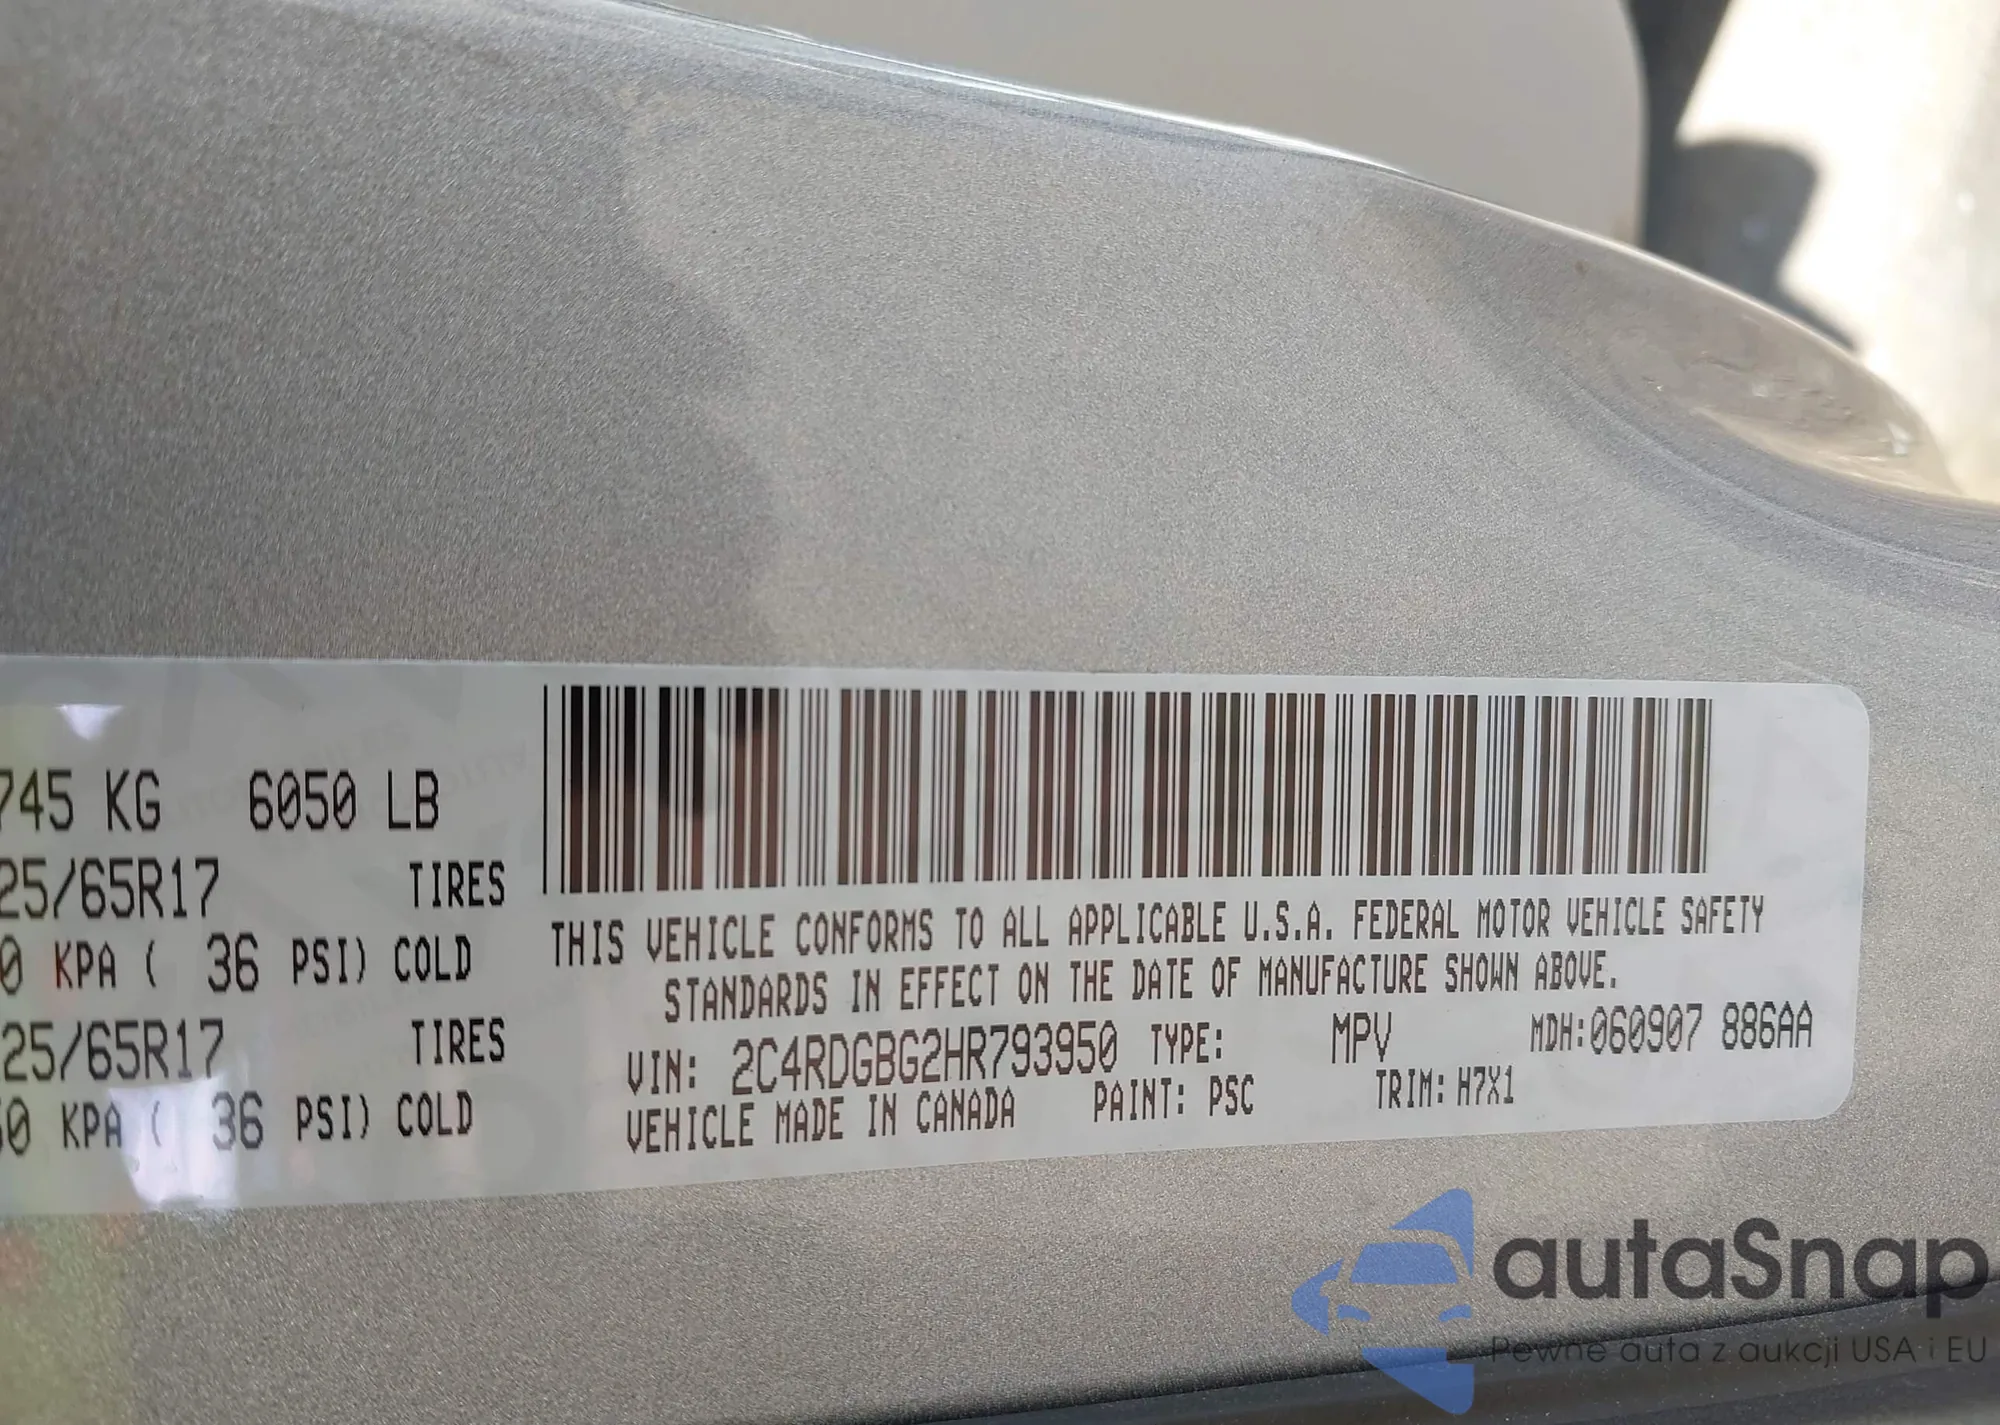 745 KG 6050 LB
25/65R17 TIRES
0 KPA ( 36 PSI) COLD
25/65R17 TIRES
50 KPA ( 36 PSI) COLD
THIS VEHICLE CONFORMS TO ALL APPLICABLE U.S.A. FEDERAL MOTOR VEHICLE SAFETY
STANDARDS IN EFFECT ON THE DATE OF MANUFACTURE SHOWN ABOVE.
VIN: 2C4RDGBG2HR793950 TYPE: MPV MDH:060907 886AA
VEHICLE MADE IN CANADA PAINT: PSC TRIM: H7X1
autaSnap
Pewne auta z aukcji USA i EU